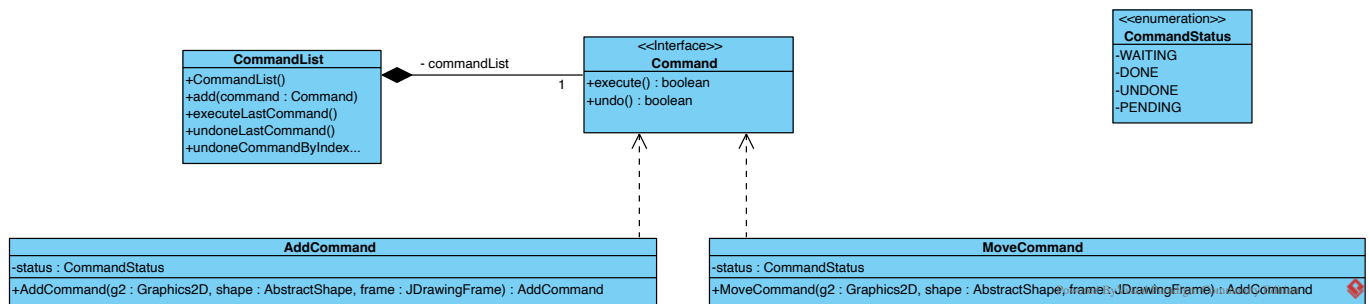 <<enumeration>>
CommandStatus
-WAITING
-DONE
-UNDONE
-PENDING
<<Interface>>
Command
+execute() : boolean
+undo() : boolean
CommandList
+CommandList()
+add(command : Command)
+executeLastCommand()
+undoneLastCommand()
+undoneCommandByIndex...
- commandList
1
AddCommand
-status : CommandStatus
+AddCommand(g2 : Graphics2D, shape : AbstractShape, frame : JDrawingFrame) : AddCommand
MoveCommand
-status : CommandStatus
+MoveCommand(g2 : Graphics2D, shape : AbstractShape, frame : JDrawingFrame) : AddCommand